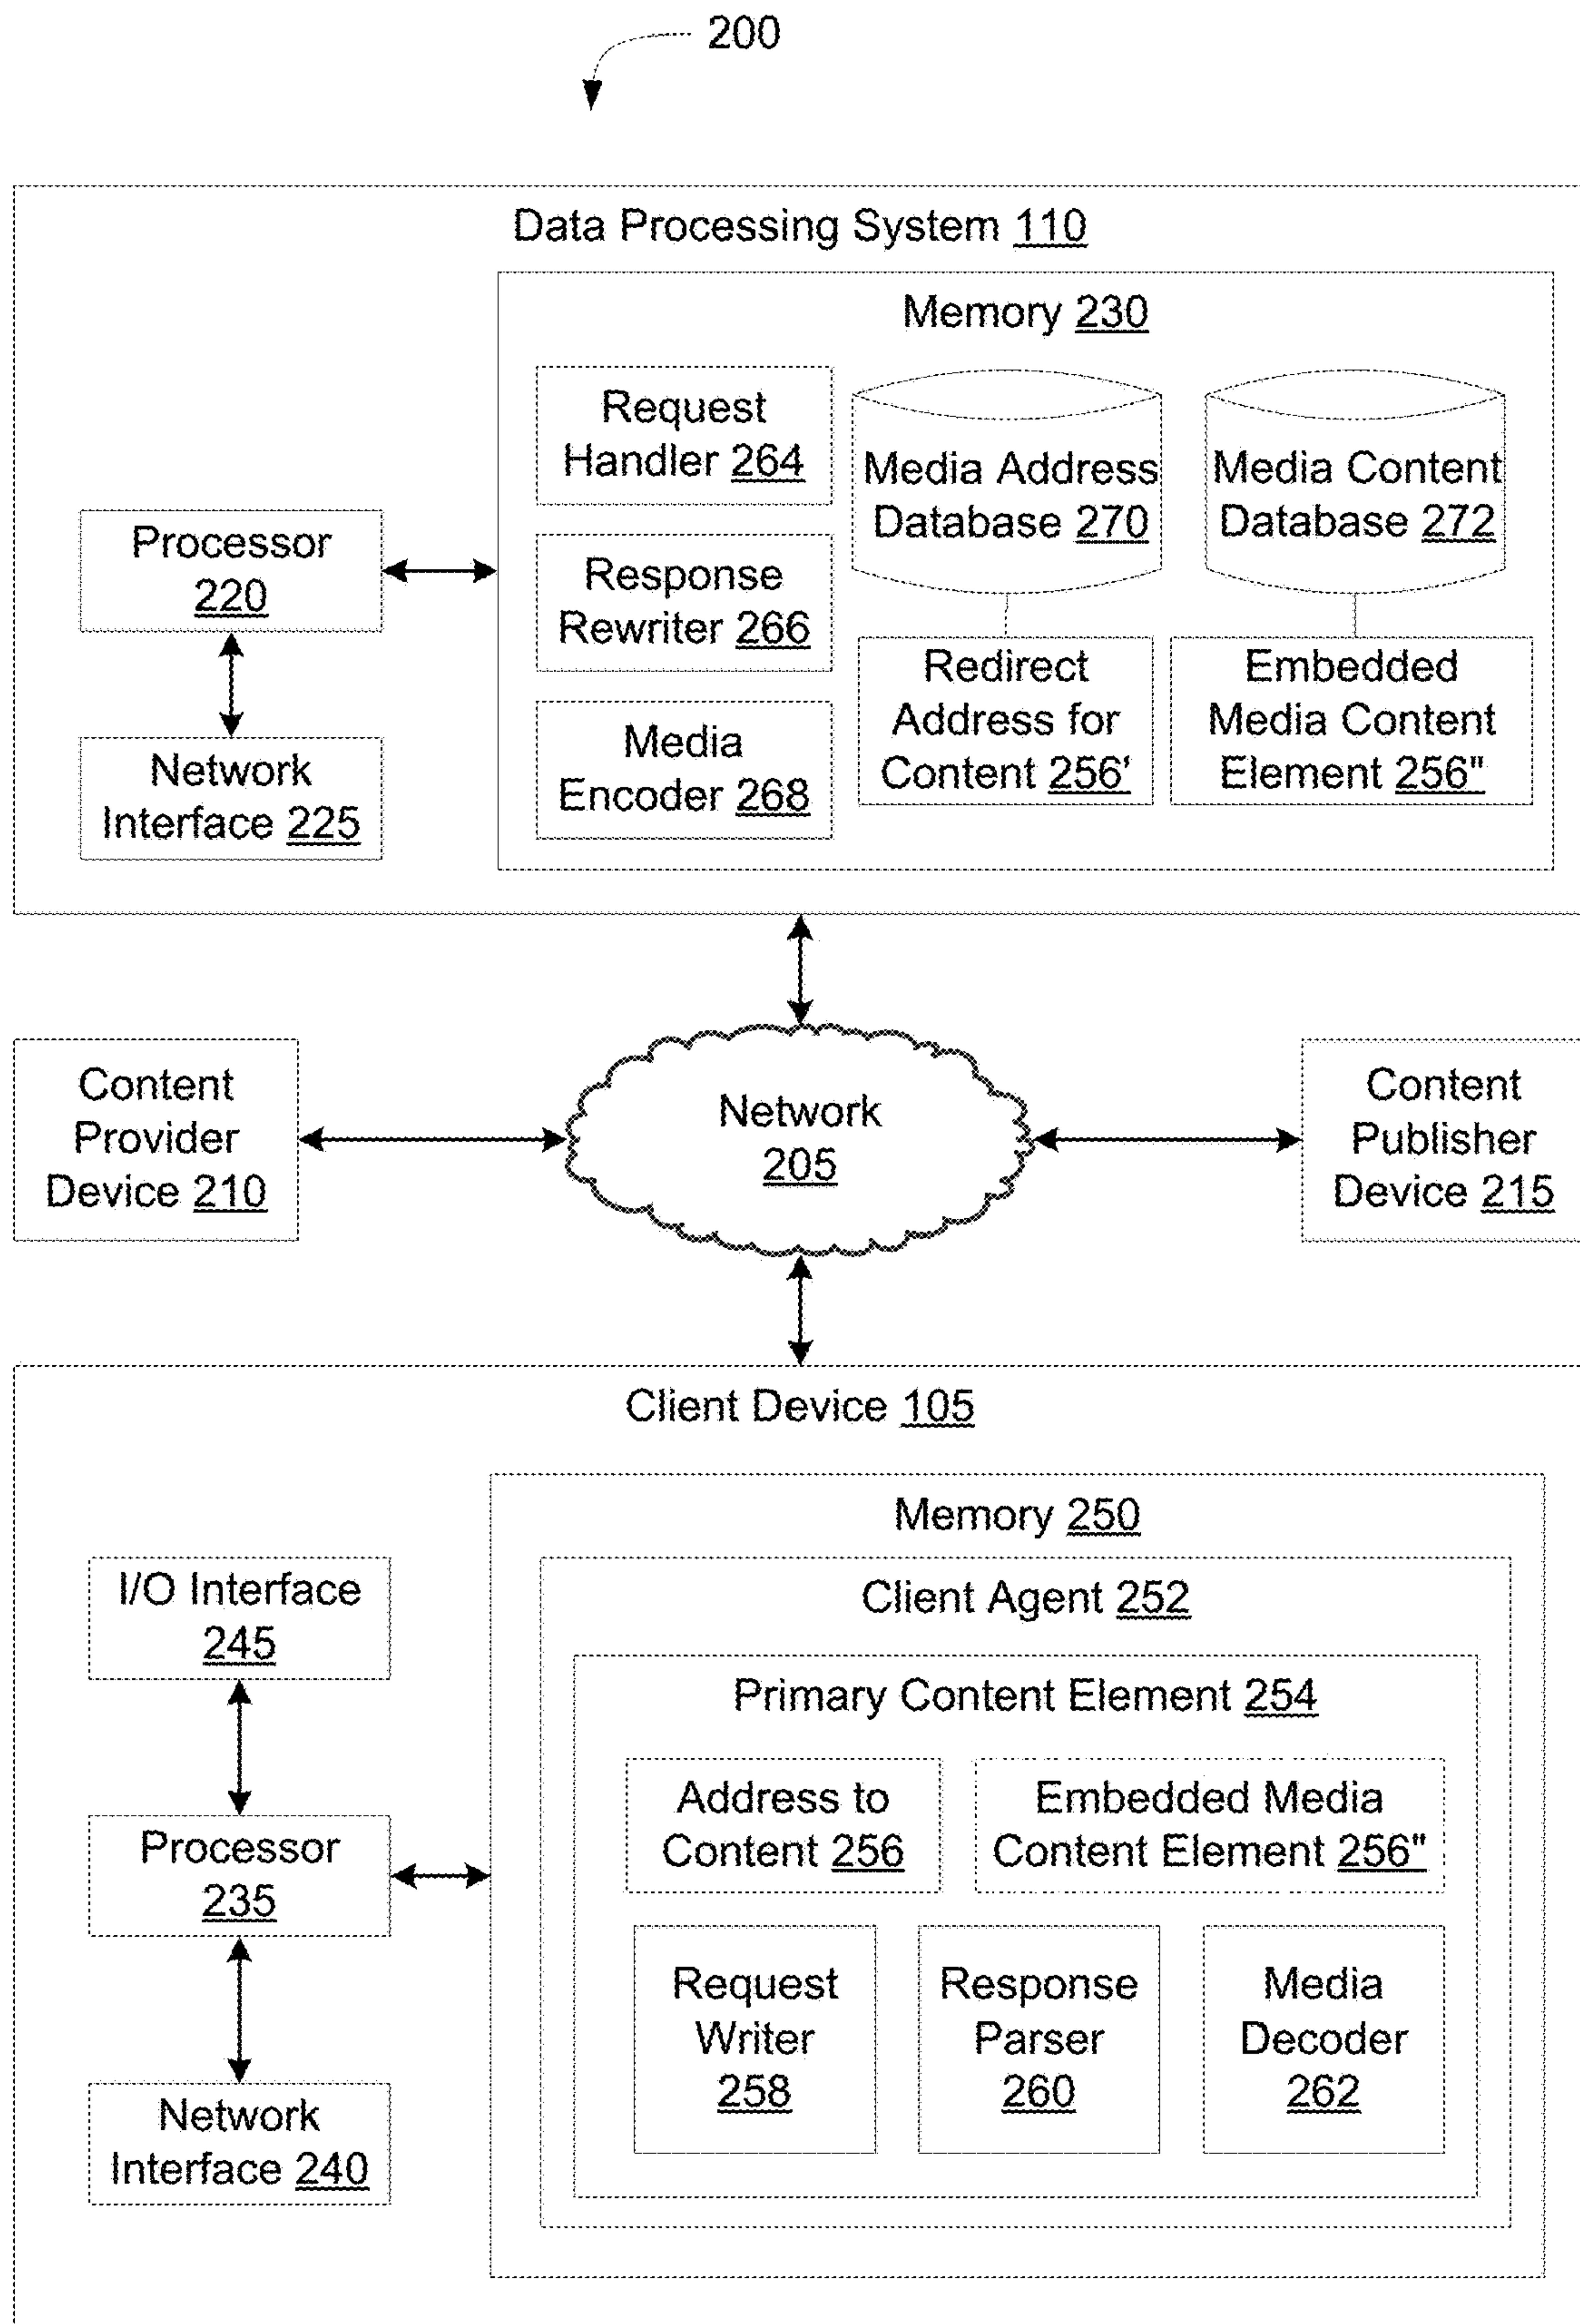 200
Data Processing System 110
Memory 230
Request
Handler 264
Media Address
Database 270
Media Content
Database 272
Processor
220
Response
Rewriter 266
Redirect
Address for
Content 256'
Embedded
Media Content
Element 256"
Media
Encoder 268
Network
Interface 225
Content
Provider
Device 210
Network
205
Content
Publisher
Device 215
Client Device 105
Memory 250
I/O Interface
245
Client Agent 252
Primary Content Element 254
Address to
Content 256
Embedded Media
Content Element 256"
Processor
235
Request
Writer
258
Response
Parser
260
Media
Decoder
262
Network
Interface 240